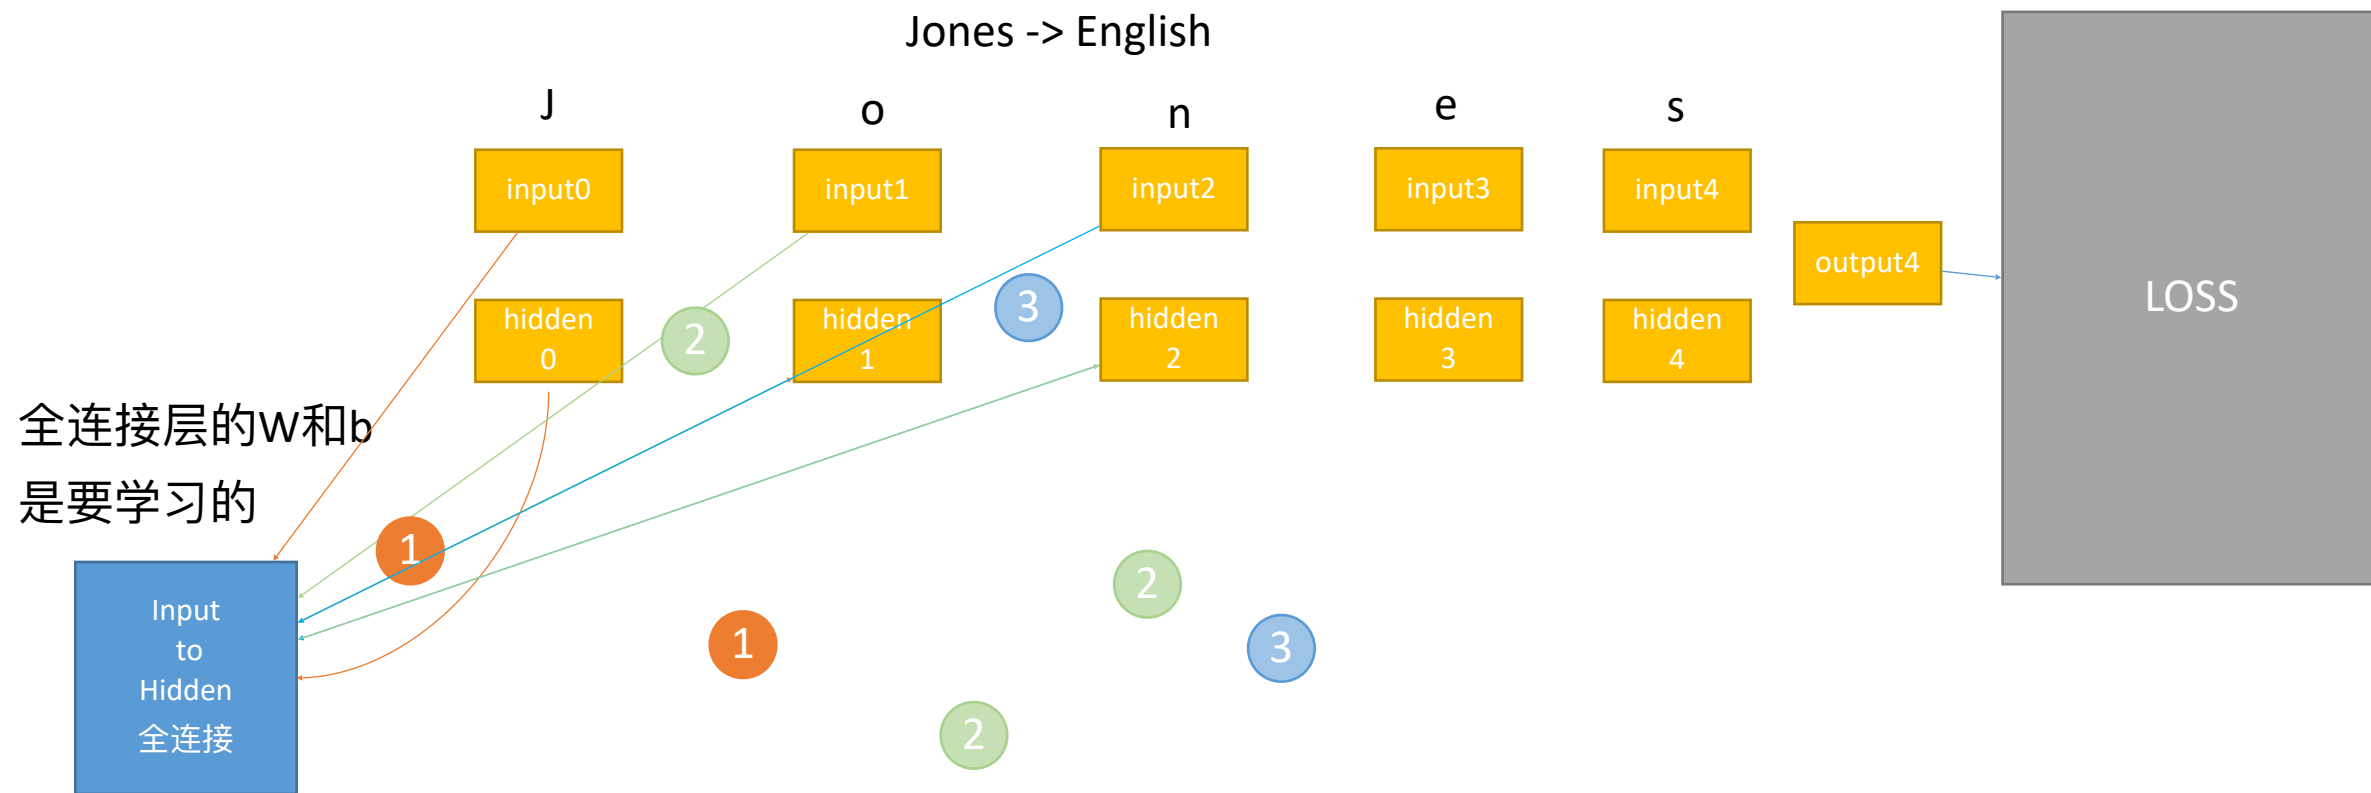 Jones -> English
J
o
n
e
s
input0
input1
input2
input3
input4
output4
LOSS
hidden
0
hidden
1
hidden
2
hidden
3
hidden
4
2
3
全连接层的W和b
是要学习的
1
Input
to
Hidden
全连接
1
2
3
2